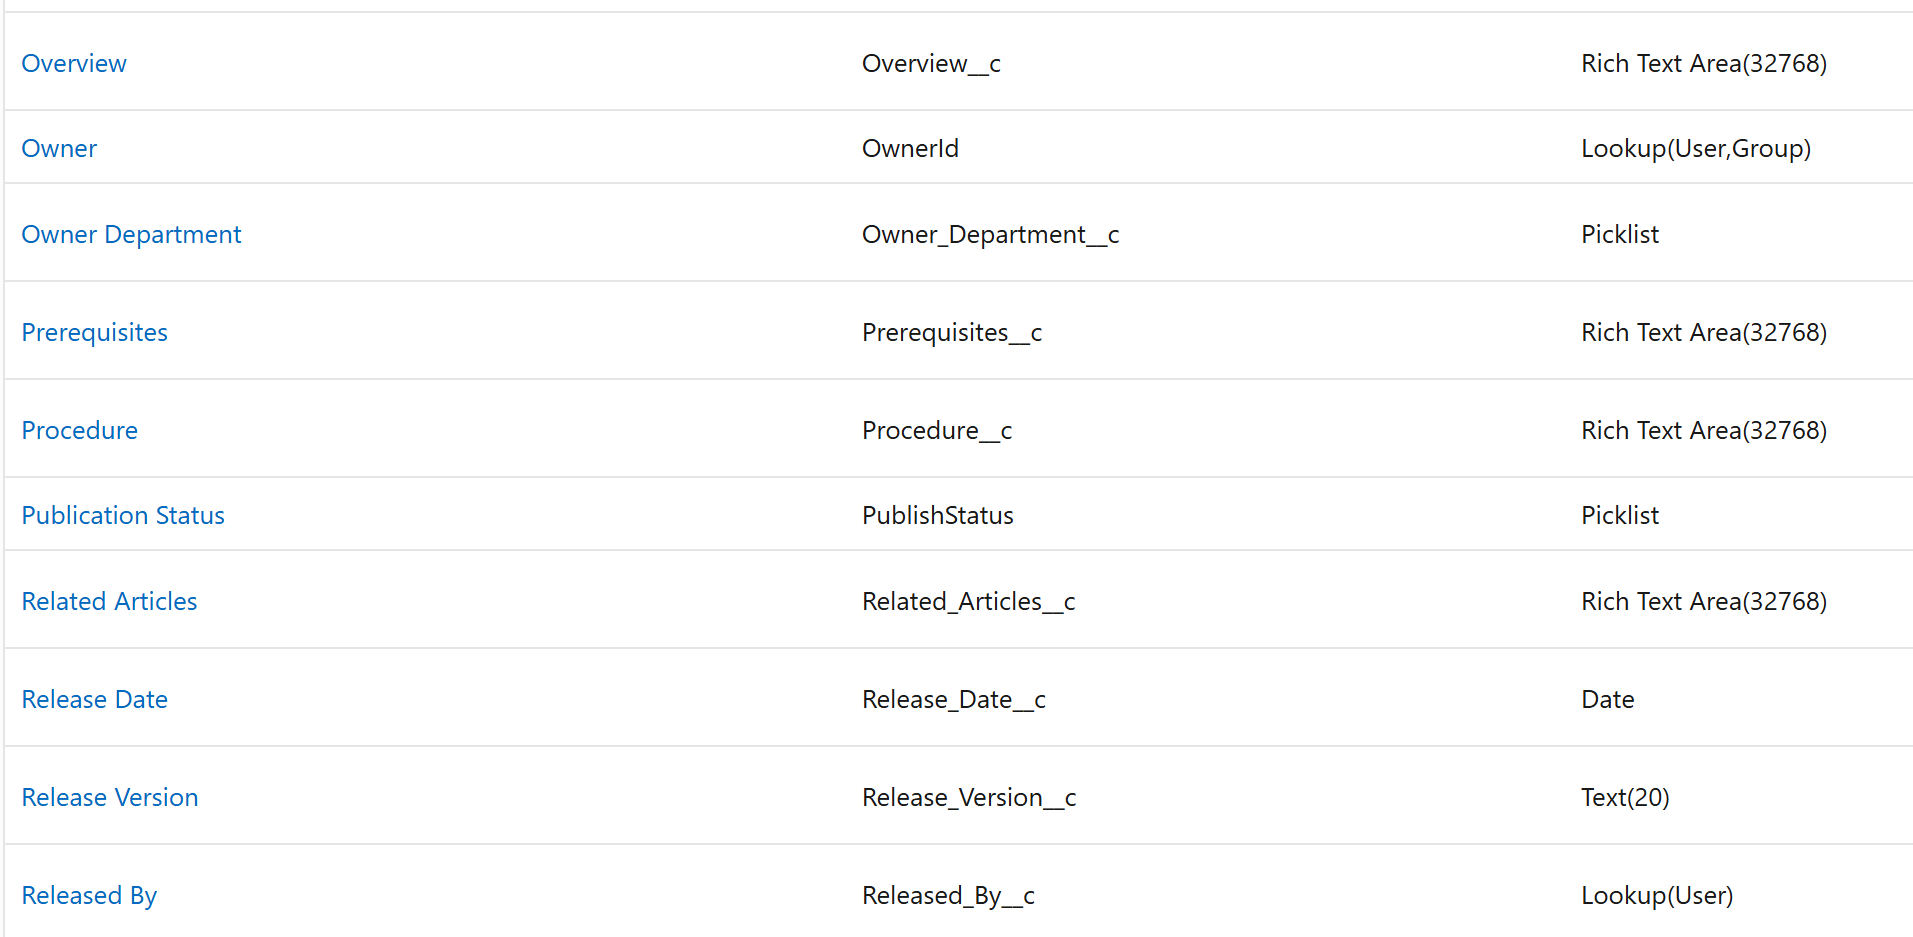 Overview Overview__c Rich Text Area(32768)
Owner OwnerId Lookup(User,Group)
Owner Department Owner_Department__c Picklist
Prerequisites Prerequisites__c Rich Text Area(32768)
Procedure Procedure__c Rich Text Area(32768)
Publication Status PublishStatus Picklist
Related Articles Related_Articles__c Rich Text Area(32768)
Release Date Release_Date__c Date
Release Version Release_Version__c Text(20)
Released By Released_By__c Lookup(User)